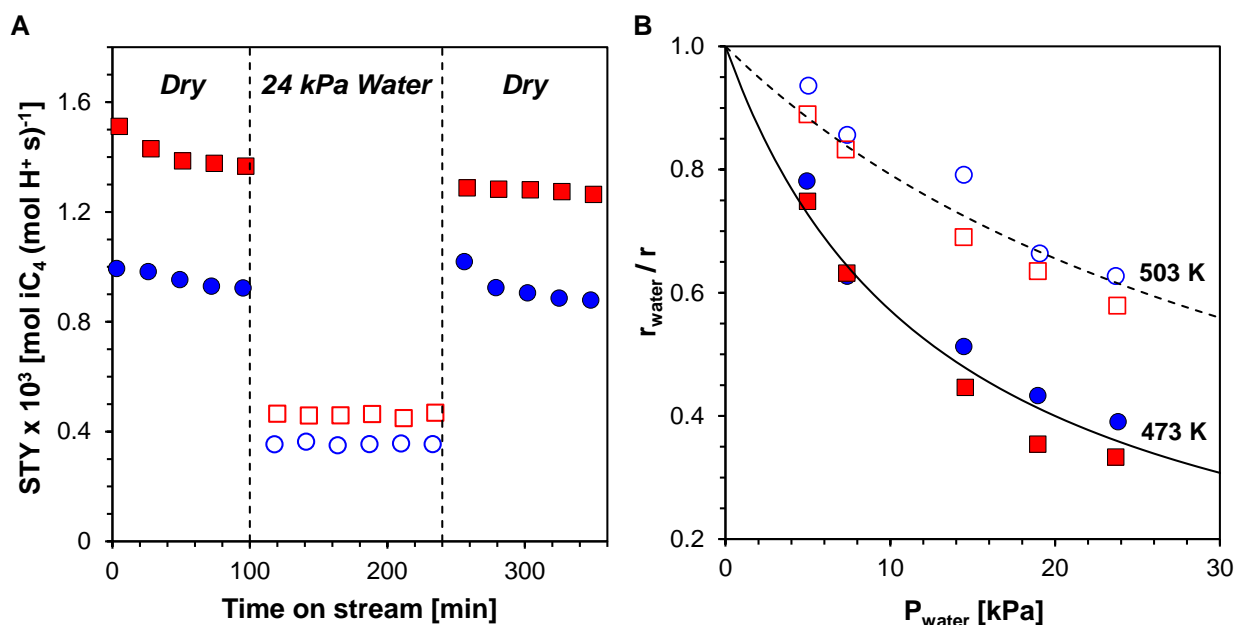 A
B
Dry
24 kPa Water
Dry
STY x 10³ [mol iC₄ (mol H⁺ s)⁻¹
1.6
1.2
0.8
0.4
0
0
100
200
300
Time on stream [min]
r_water / r
1.0
0.8
0.6
0.4
0.2
503 K
473 K
0
10
20
30
P_water [kPa]